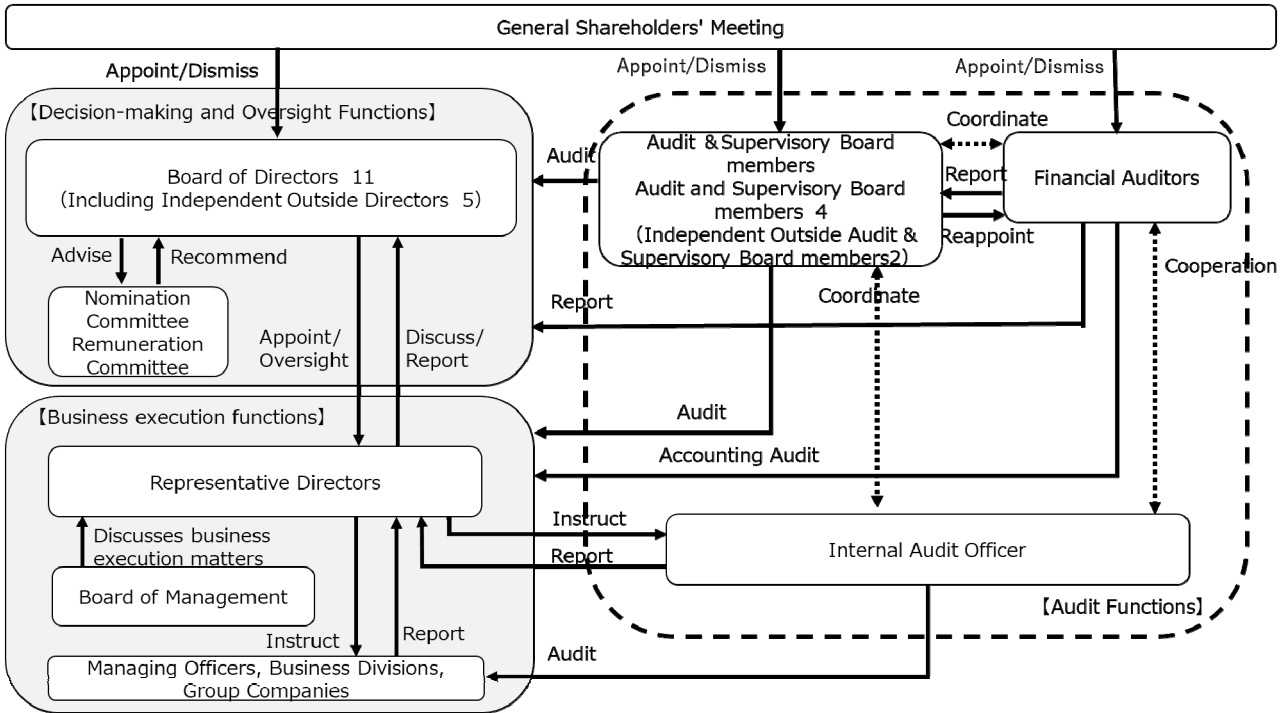 General Shareholders' Meeting
Appoint/Dismiss
Appoint/Dismiss
Appoint/Dismiss
【Decision-making and Oversight Functions】
Board of Directors 11
（Including Independent Outside Directors 5）
Advise
Recommend
Nomination
Committee
Remuneration
Committee
Appoint/
Oversight
Discuss/
Report
Audit
Audit &Supervisory Board
members
Audit and Supervisory Board
members 4
（Independent Outside Audit &
Supervisory Board members2）
Coordinate
Report
Reappoint
Financial Auditors
Cooperation
Coordinate
Report
【Business execution functions】
Audit
Accounting Audit
Representative Directors
Discusses business
execution matters
Board of Management
Instruct
Report
Instruct
Report
Internal Audit Officer
【Audit Functions】
Audit
Managing Officers, Business Divisions,
Group Companies